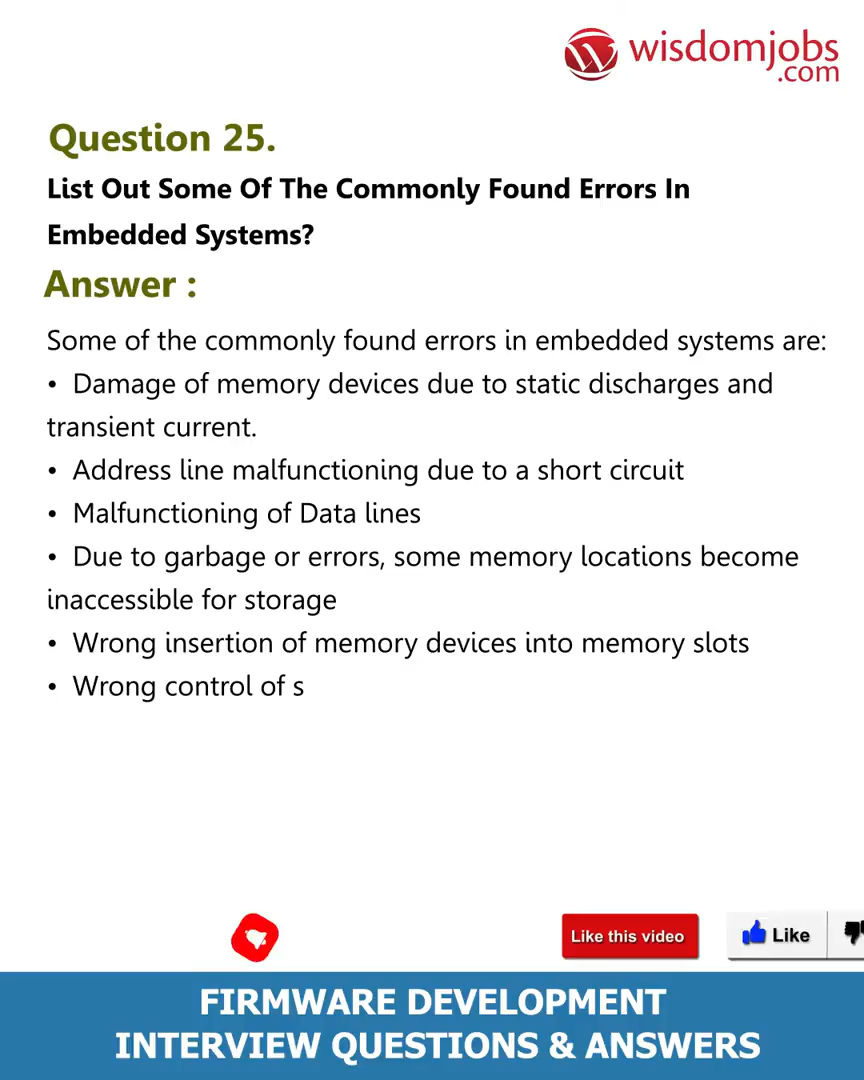 wisdomjobs
.com
Question 25.
List Out Some Of The Commonly Found Errors In
Embedded Systems?
Answer :
Some of the commonly found errors in embedded systems are:
• Damage of memory devices due to static discharges and
transient current.
• Address line malfunctioning due to a short circuit
• Malfunctioning of Data lines
• Due to garbage or errors, some memory locations become
inaccessible for storage
• Wrong insertion of memory devices into memory slots
• Wrong control of s
Like this video
Like
FIRMWARE DEVELOPMENT
INTERVIEW QUESTIONS & ANSWERS